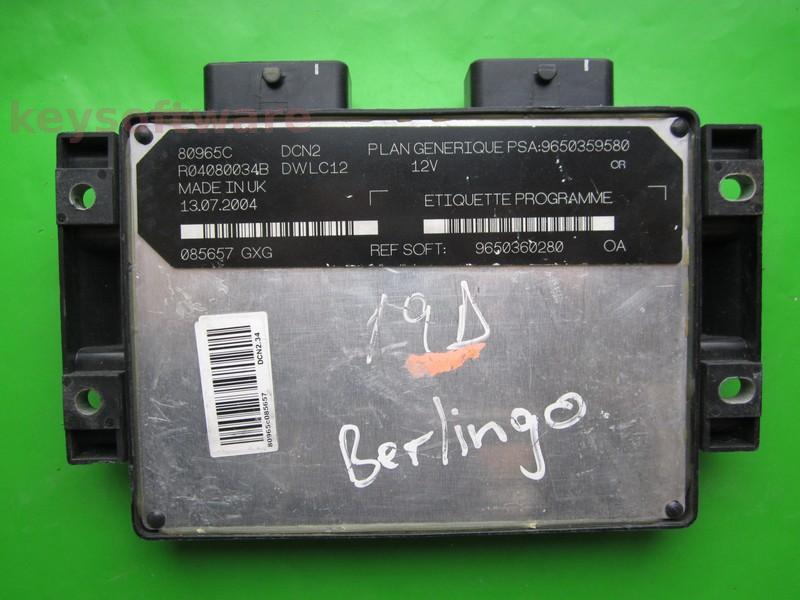 keysoftware
80965C DCN2 PLAN GENERIQUE PSA:9650359580
R04080034B DWLC12 12V OR
MADE IN UK
13.07.2004 ETIQUETTE PROGRAMME
085657 GXG REF SOFT: 9650360280 OA
1.9D
Berlingo
DCN2.34
80965c085657